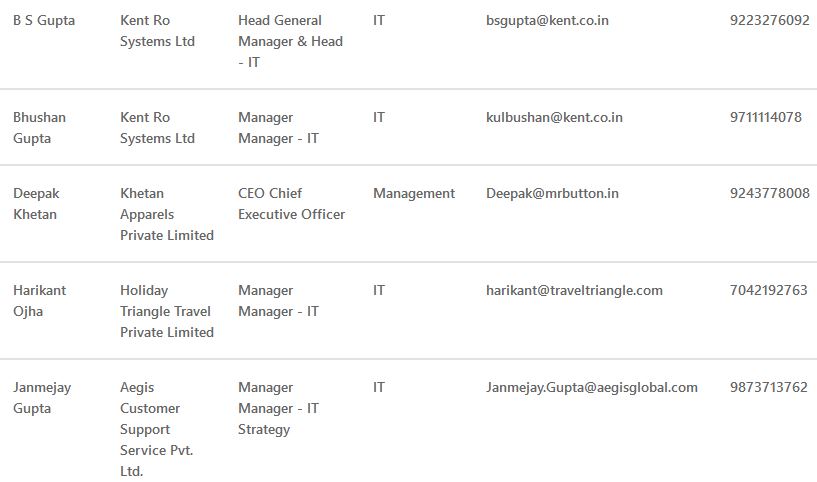 B S Gupta Kent Ro Head General IT bsgupta@kent.co.in 9223276092
Systems Ltd Manager & Head
- IT
Bhushan Kent Ro Manager IT kulbushan@kent.co.in 9711114078
Gupta Systems Ltd Manager - IT
Deepak Khetan CEO Chief Management Deepak@mrbutton.in 9243778008
Khetan Apparels Executive Officer
Private Limited
Harikant Holiday Manager IT harikant@traveltriangle.com 7042192763
Ojha Triangle Travel Manager - IT
Private Limited
Janmejay Aegis Manager IT Janmejay.Gupta@aegisglobal.com 9873713762
Gupta Customer Manager - IT
Support Strategy
Service Pvt.
Ltd.